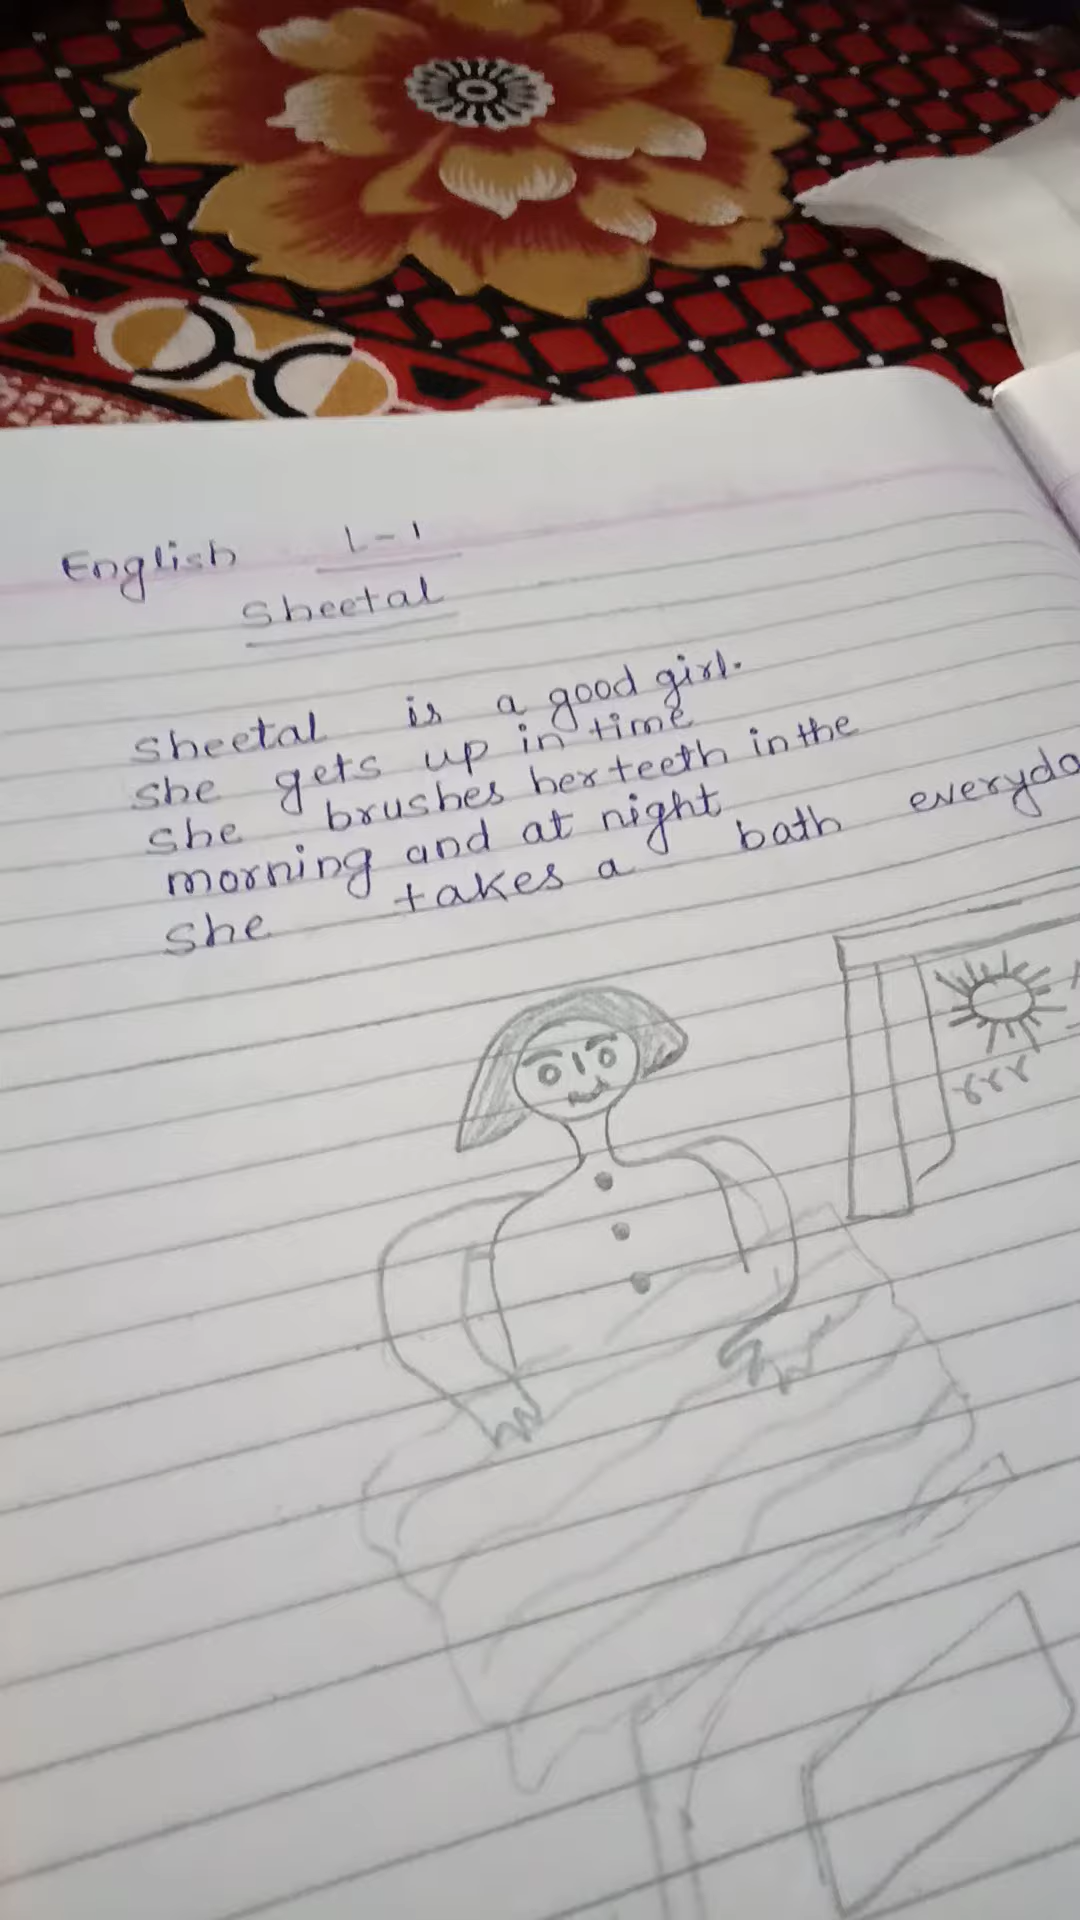 English L-1
Sheetal
Sheetal is a good girl.
She gets up in time
She brushes her teeth in the
morning and at night
She takes a bath everyda